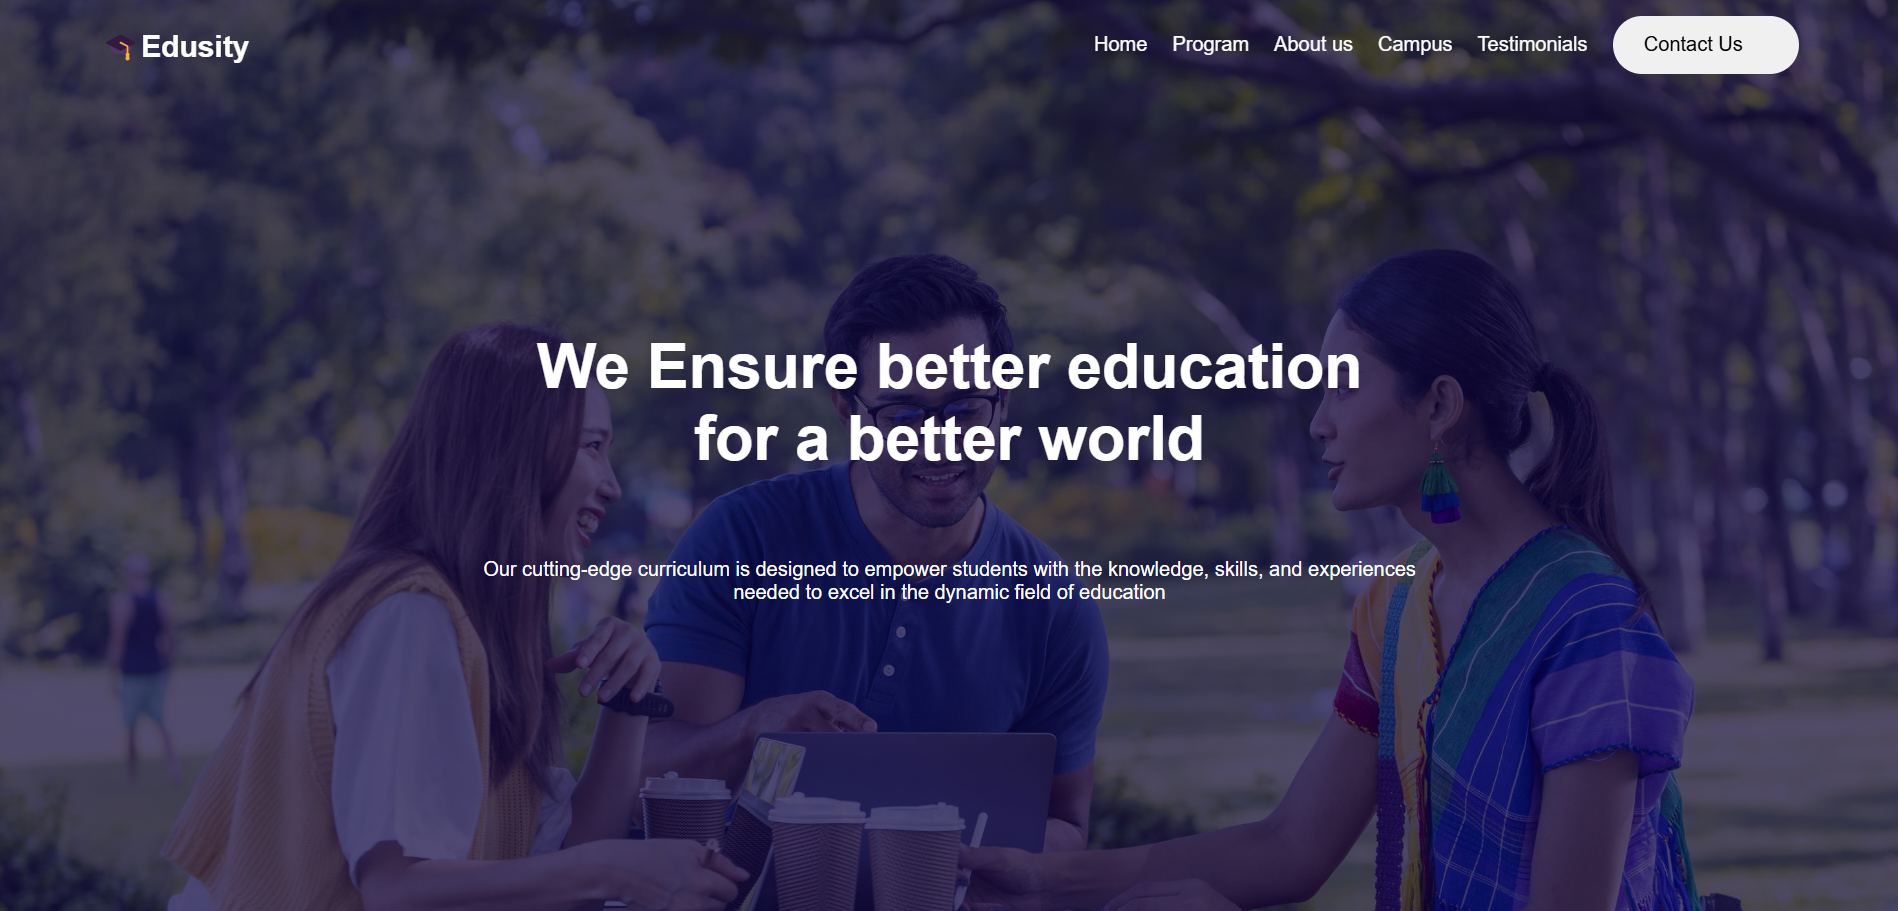 Edusity
Home Program About us Campus Testimonials Contact Us
We Ensure better education
for a better world
Our cutting-edge curriculum is designed to empower students with the knowledge, skills, and experiences
needed to excel in the dynamic field of education